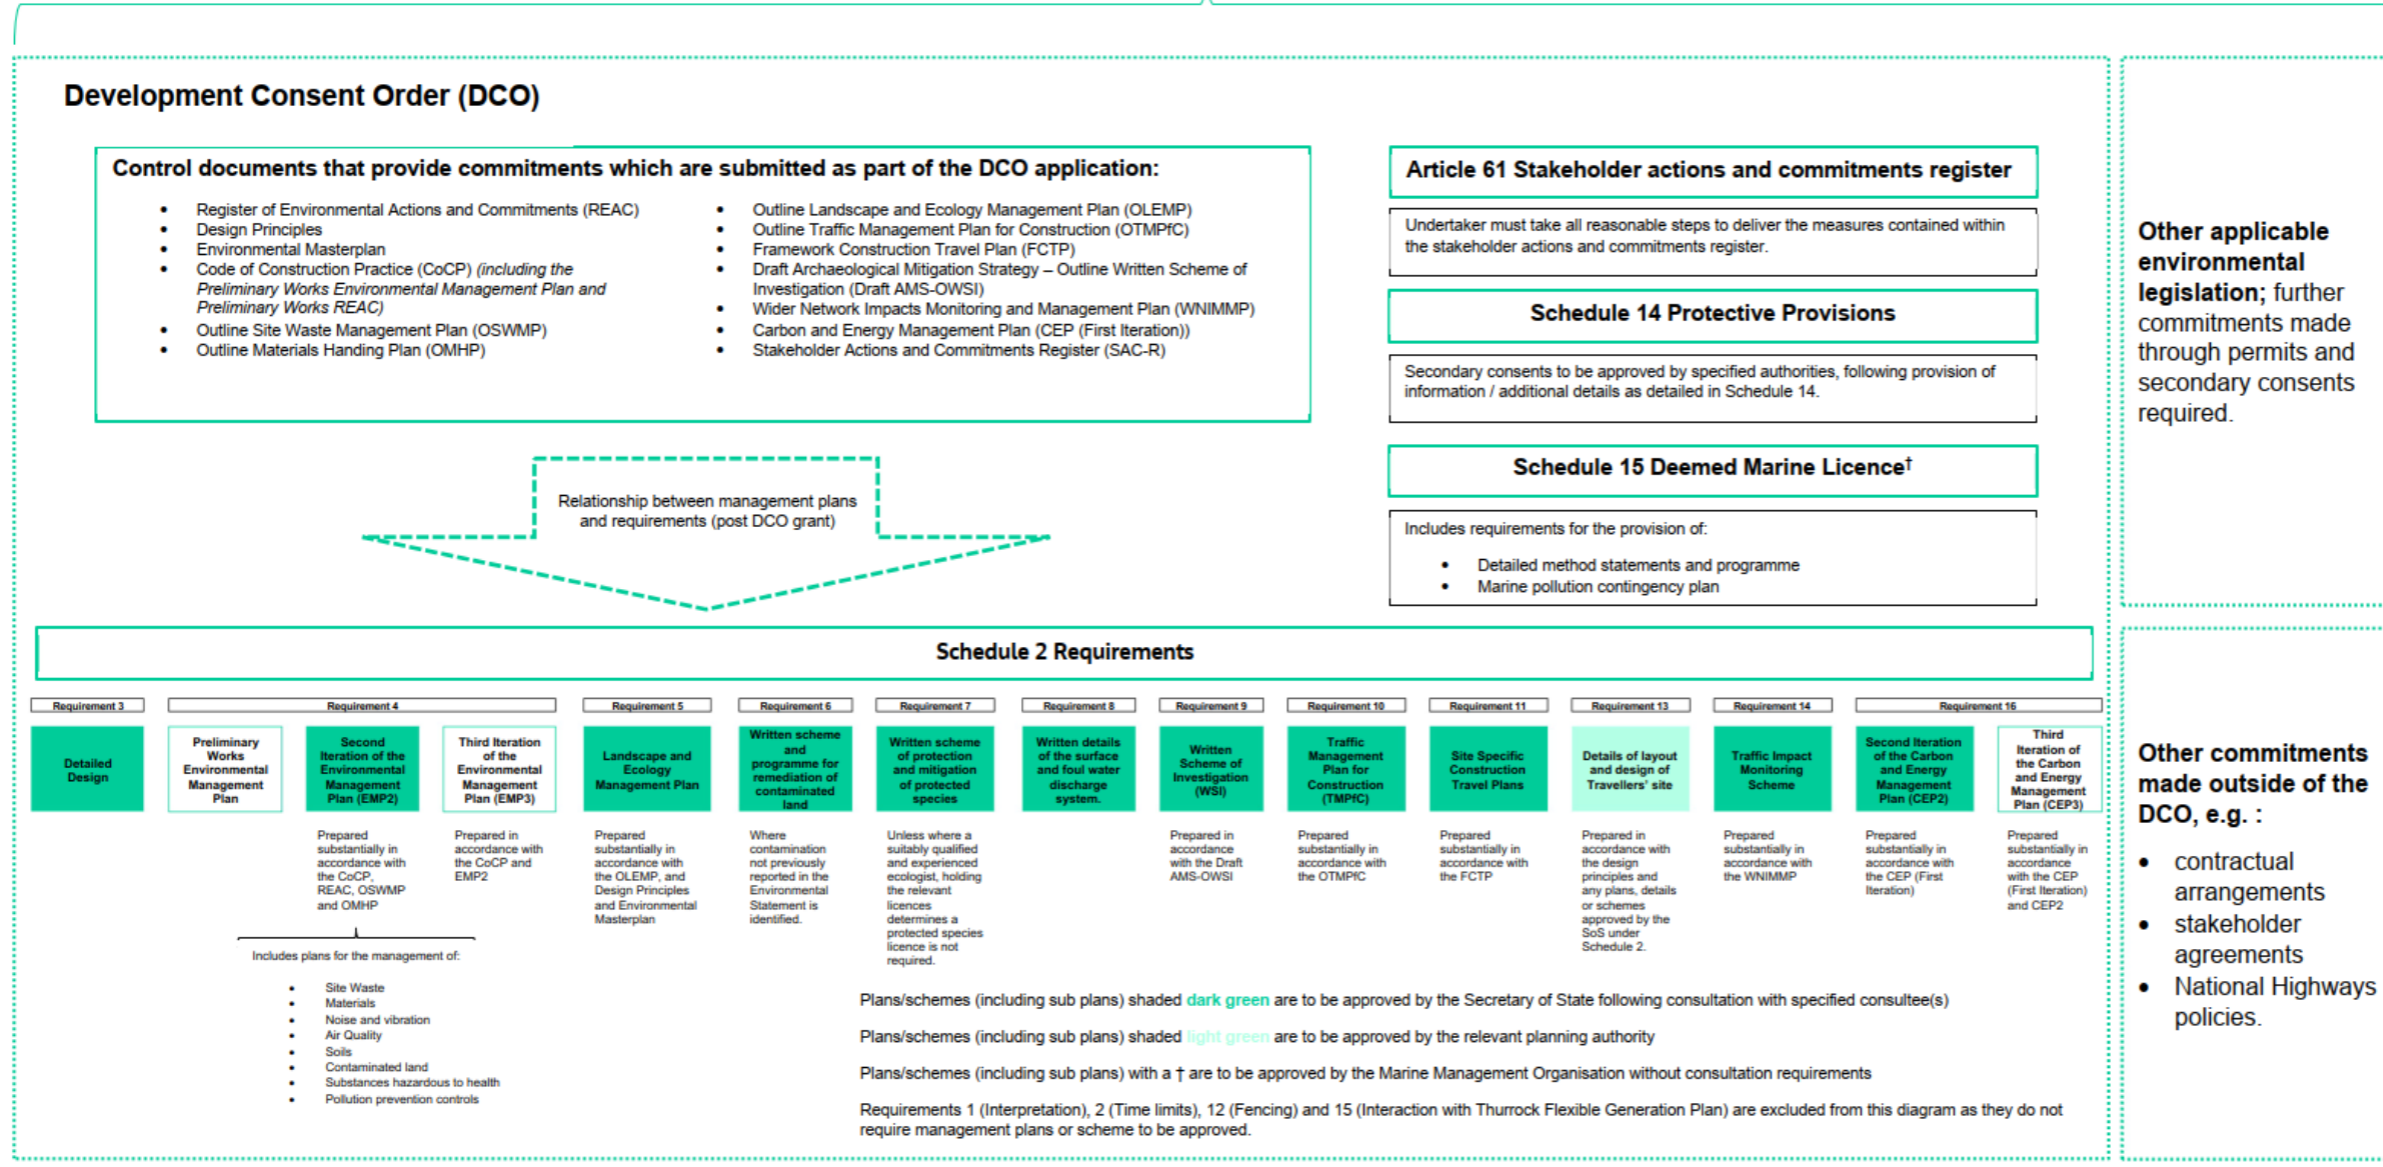 Development Consent Order (DCO)
Control documents that provide commitments which are submitted as part of the DCO application:
• Register of Environmental Actions and Commitments (REAC)
• Design Principles
• Environmental Masterplan
• Code of Construction Practice (CoCP) (including the
Preliminary Works Environmental Management Plan and
Preliminary Works REAC)
• Outline Site Waste Management Plan (OSWMP)
• Outline Materials Handing Plan (OMHP)
• Outline Landscape and Ecology Management Plan (OLEMP)
• Outline Traffic Management Plan for Construction (OTMPfC)
• Framework Construction Travel Plan (FCTP)
• Draft Archaeological Mitigation Strategy – Outline Written Scheme of
Investigation (Draft AMS-OWSI)
• Wider Network Impacts Monitoring and Management Plan (WNIMMP)
• Carbon and Energy Management Plan (CEP (First Iteration))
• Stakeholder Actions and Commitments Register (SAC-R)
Article 61 Stakeholder actions and commitments register
Undertaker must take all reasonable steps to deliver the measures contained within
the stakeholder actions and commitments register.
Schedule 14 Protective Provisions
Secondary consents to be approved by specified authorities, following provision of
information / additional details as detailed in Schedule 14.
Schedule 15 Deemed Marine Licence†
Includes requirements for the provision of:
• Detailed method statements and programme
• Marine pollution contingency plan
Other applicable
environmental
legislation; further
commitments made
through permits and
secondary consents
required.
Relationship between management plans
and requirements (post DCO grant)
Schedule 2 Requirements
Requirement 3
Detailed
Design
Requirement 4
Preliminary
Works
Environmental
Management
Plan
Second
Iteration of the
Environmental
Management
Plan (EMP2)
Prepared
substantially in
accordance with
the CoCP,
REAC, OSWMP
and OMHP
Third Iteration
of the
Environmental
Management
Plan (EMP3)
Prepared in
accordance with
the CoCP and
EMP2
Includes plans for the management of:
• Site Waste
• Materials
• Noise and vibration
• Air Quality
• Soils
• Contaminated land
• Substances hazardous to health
• Pollution prevention controls
Requirement 5
Landscape and
Ecology
Management Plan
Prepared
substantially in
accordance with
the OLEMP, and
Design Principles
and Environmental
Masterplan
Requirement 6
Written scheme
and
programme for
remediation of
contaminated
land
Where
contamination
not previously
reported in the
Environmental
Statement is
identified.
Requirement 7
Written scheme
of protection
and mitigation
of protected
species
Unless where a
suitably qualified
and experienced
ecologist, holding
the relevant
licences
determines a
protected species
licence is not
required.
Requirement 8
Written details
of the surface
and foul water
discharge
system.
Requirement 9
Written
Scheme of
Investigation
(WSI)
Prepared in
accordance
with the Draft
AMS-OWSI
Requirement 10
Traffic
Management
Plan for
Construction
(TMPfC)
Prepared
substantially in
accordance with
the OTMPfC
Requirement 11
Site Specific
Construction
Travel Plans
Prepared
substantially in
accordance with
the FCTP
Requirement 13
Details of layout
and design of
Travellers' site
Prepared in
accordance with
the design
principles and
any plans, details
or schemes
approved by the
SoS under
Schedule 2.
Requirement 14
Traffic Impact
Monitoring
Scheme
Prepared
substantially in
accordance with
the WNIMMP
Requirement 16
Second Iteration
of the Carbon
and Energy
Management
Plan (CEP2)
Prepared
substantially in
accordance with
the CEP (First
Iteration)
Third
Iteration of
the Carbon
and Energy
Management
Plan (CEP3)
Prepared
substantially in
accordance
with the CEP
(First Iteration)
and CEP2
Plans/schemes (including sub plans) shaded dark green are to be approved by the Secretary of State following consultation with specified consultee(s)
Plans/schemes (including sub plans) shaded light green are to be approved by the relevant planning authority
Plans/schemes (including sub plans) with a † are to be approved by the Marine Management Organisation without consultation requirements
Requirements 1 (Interpretation), 2 (Time limits), 12 (Fencing) and 15 (Interaction with Thurrock Flexible Generation Plan) are excluded from this diagram as they do not
require management plans or scheme to be approved.
Other commitments
made outside of the
DCO, e.g. :
• contractual
arrangements
• stakeholder
agreements
• National Highways
policies.